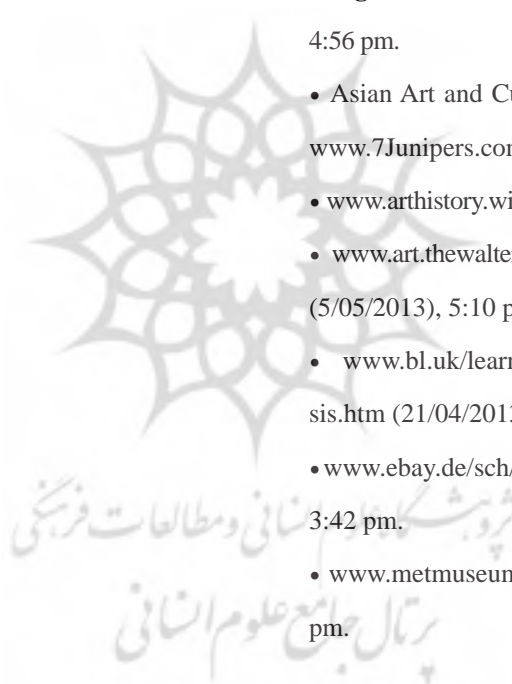 4:56 pm.
• Asian Art and Cu
www.7Junipers.con
• www.arthistory.wi
• www.art.thewalte
(5/05/2013), 5:10 p
• www.bl.uk/learn
sis.htm (21/04/2013
• www.ebay.de/sch/
3:42 pm.
• www.metmuseum
pm.
پژوهشگاه علوم انسانی و مطالعات فرهنگی
پرتال جامع علوم انسانی